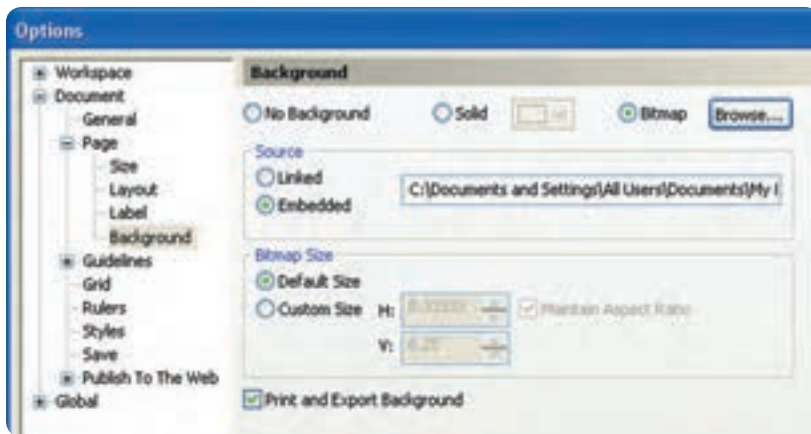 Options
Workspace
Document
General
Page
Size
Layout
Label
Background
Guidelines
Grid
Rulers
Styles
Save
Publish To The Web
Global
Background
No Background Solid Bitmap Browse...
Source
Linked
Embedded
C:\Documents and Settings\All Users\Documents\My
Bitmap Size
Default Size
Custom Size H:
Maintain Aspect Ratio
V: 6.25
Print and Export Background